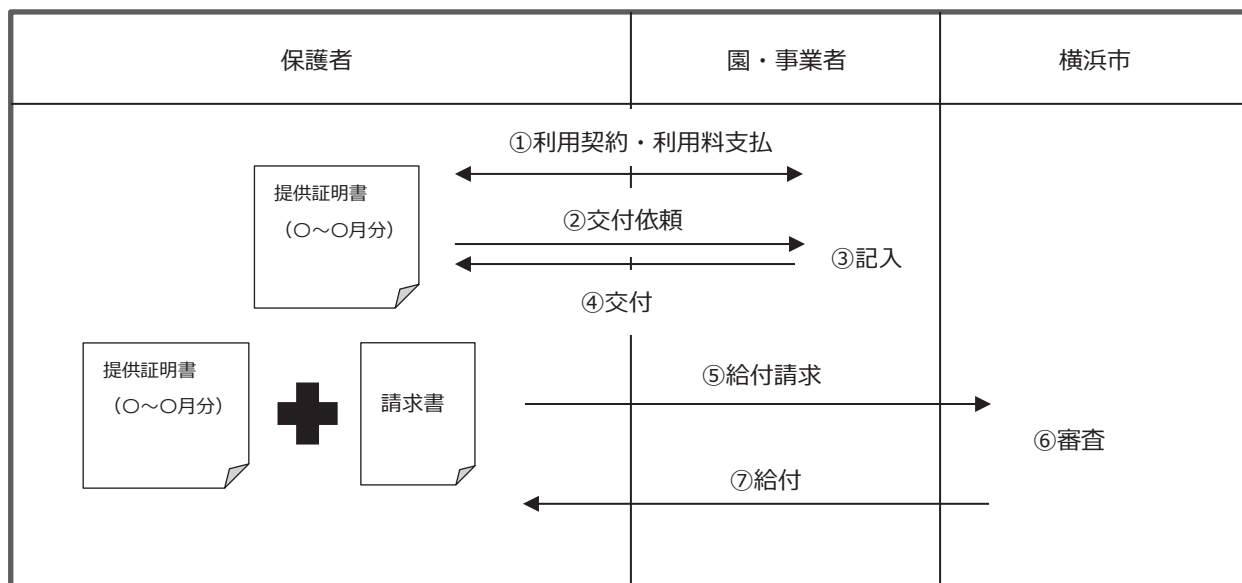 保護者
園・事業者
横浜市
①利用契約・利用料支払
提供証明書
（〇～〇月分）
②交付依頼
③記入
④交付
提供証明書
（〇～〇月分）
請求書
⑤給付請求
⑥審査
⑦給付